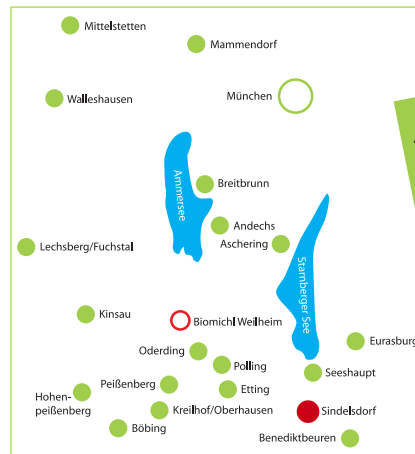 Mittelstetten
Mammendorf
München
Walleshausen
Ammersee
Breitbrunn
Andechs
Aschering
Starnberger See
Lechsberg/Fuchstal
Kinsau
Biomichl Weilheim
Oderding
Eurasburg
Polling
Seeshaupt
Peißenberg
Etting
Hohen-
peißenberg
Kreilhof/Oberhausen
Sindelsdorf
Böbing
Benediktbeuren